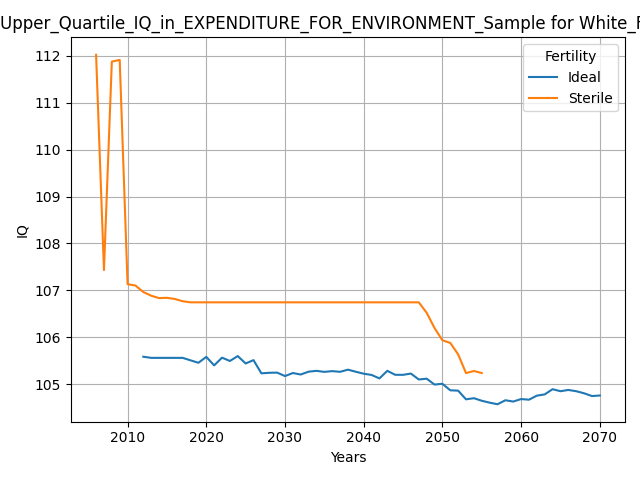 Upper_Quartile_IQ_in_EXPENDITURE_FOR_ENVIRONMENT_Sample for White_
Fertility
Ideal
Sterile
112
111
110
109
108
107
106
105
IQ
2010 2020 2030 2040 2050 2060 2070
Years